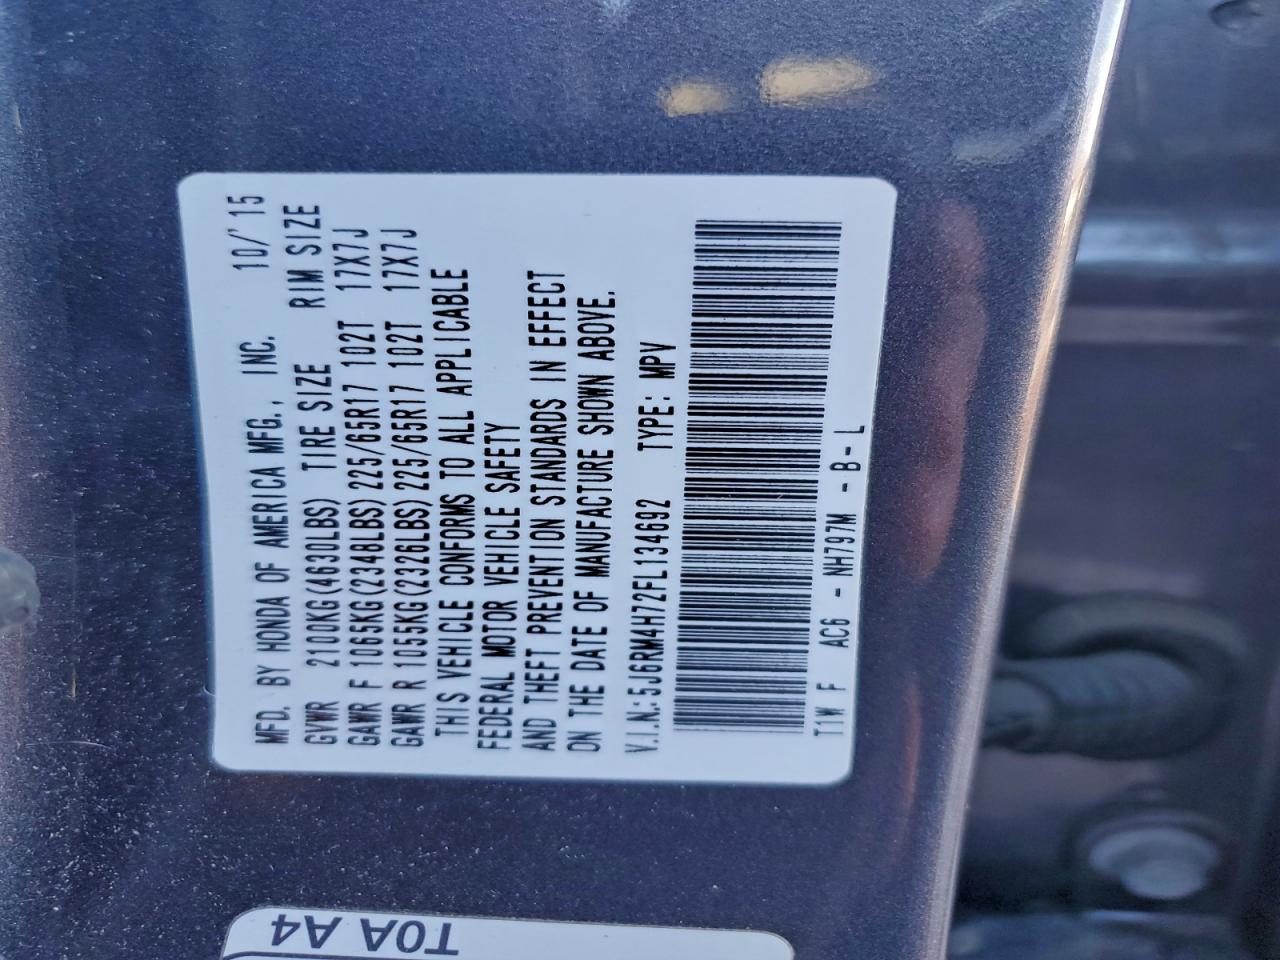 MFD. BY HONDA OF AMERICA MFG., INC. 10/'15
GVWR 2100KG(4630LBS) TIRE SIZE RIM SIZE
GAWR F 1065KG(2348LBS) 225/65R17 102T 17X7J
GAWR R 1055KG(2326LBS) 225/65R17 102T 17X7J
THIS VEHICLE CONFORMS TO ALL APPLICABLE
FEDERAL MOTOR VEHICLE SAFETY
AND THEFT PREVENTION STANDARDS IN EFFECT
ON THE DATE OF MANUFACTURE SHOWN ABOVE.
V.I.N:5J6RM4H72FL134692 TYPE: MPV
T1W F AC6 - NH797M - B- L
T0A A4